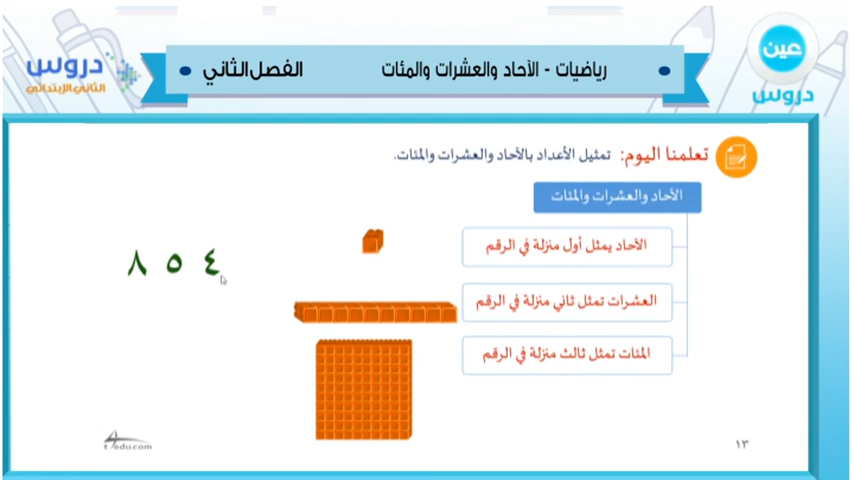 عين
دروس
رياضيات - الآحاد والعشرات والمئات
الفصل الثاني
دروس
الثاني الإبتدائي
تعلمنا اليوم: تمثيل الأعداد بالآحاد والعشرات والمئات.
الآحاد والعشرات والمئات
الآحاد يمثل أول منزلة في الرقم
العشرات تمثل ثاني منزلة في الرقم
المئات تمثل ثالث منزلة في الرقم
٨ ٥ ٤
t4edu.com
١٣